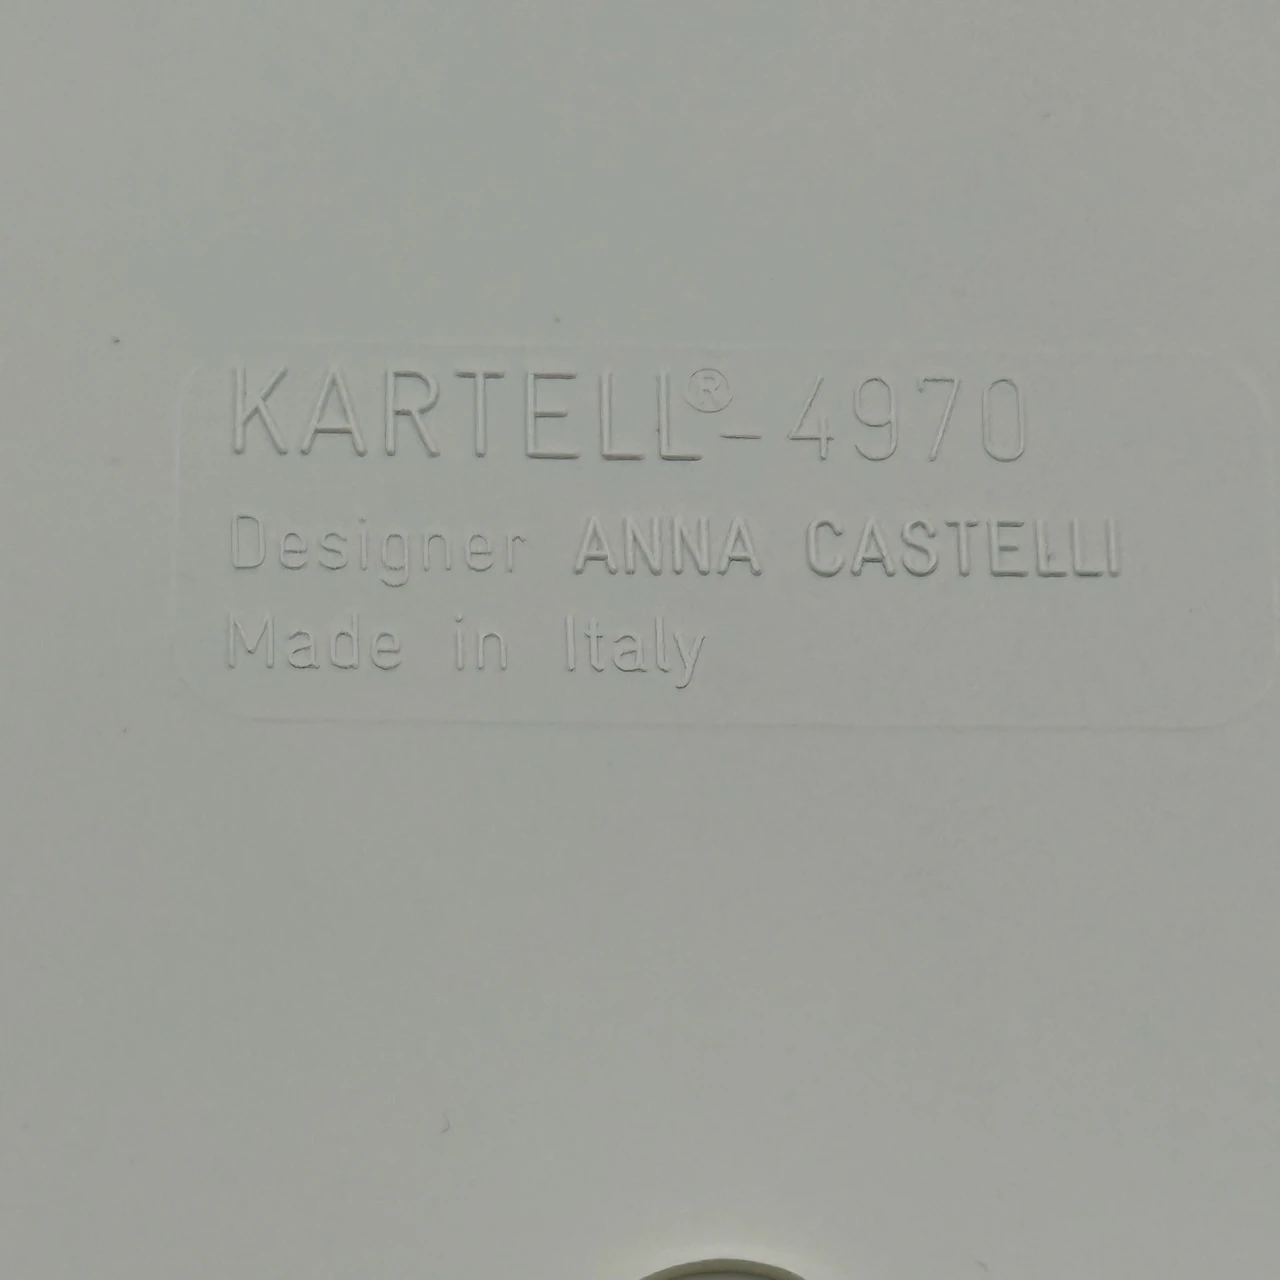 KARTELL®-4970
Designer ANNA CASTELLI
Made in Italy